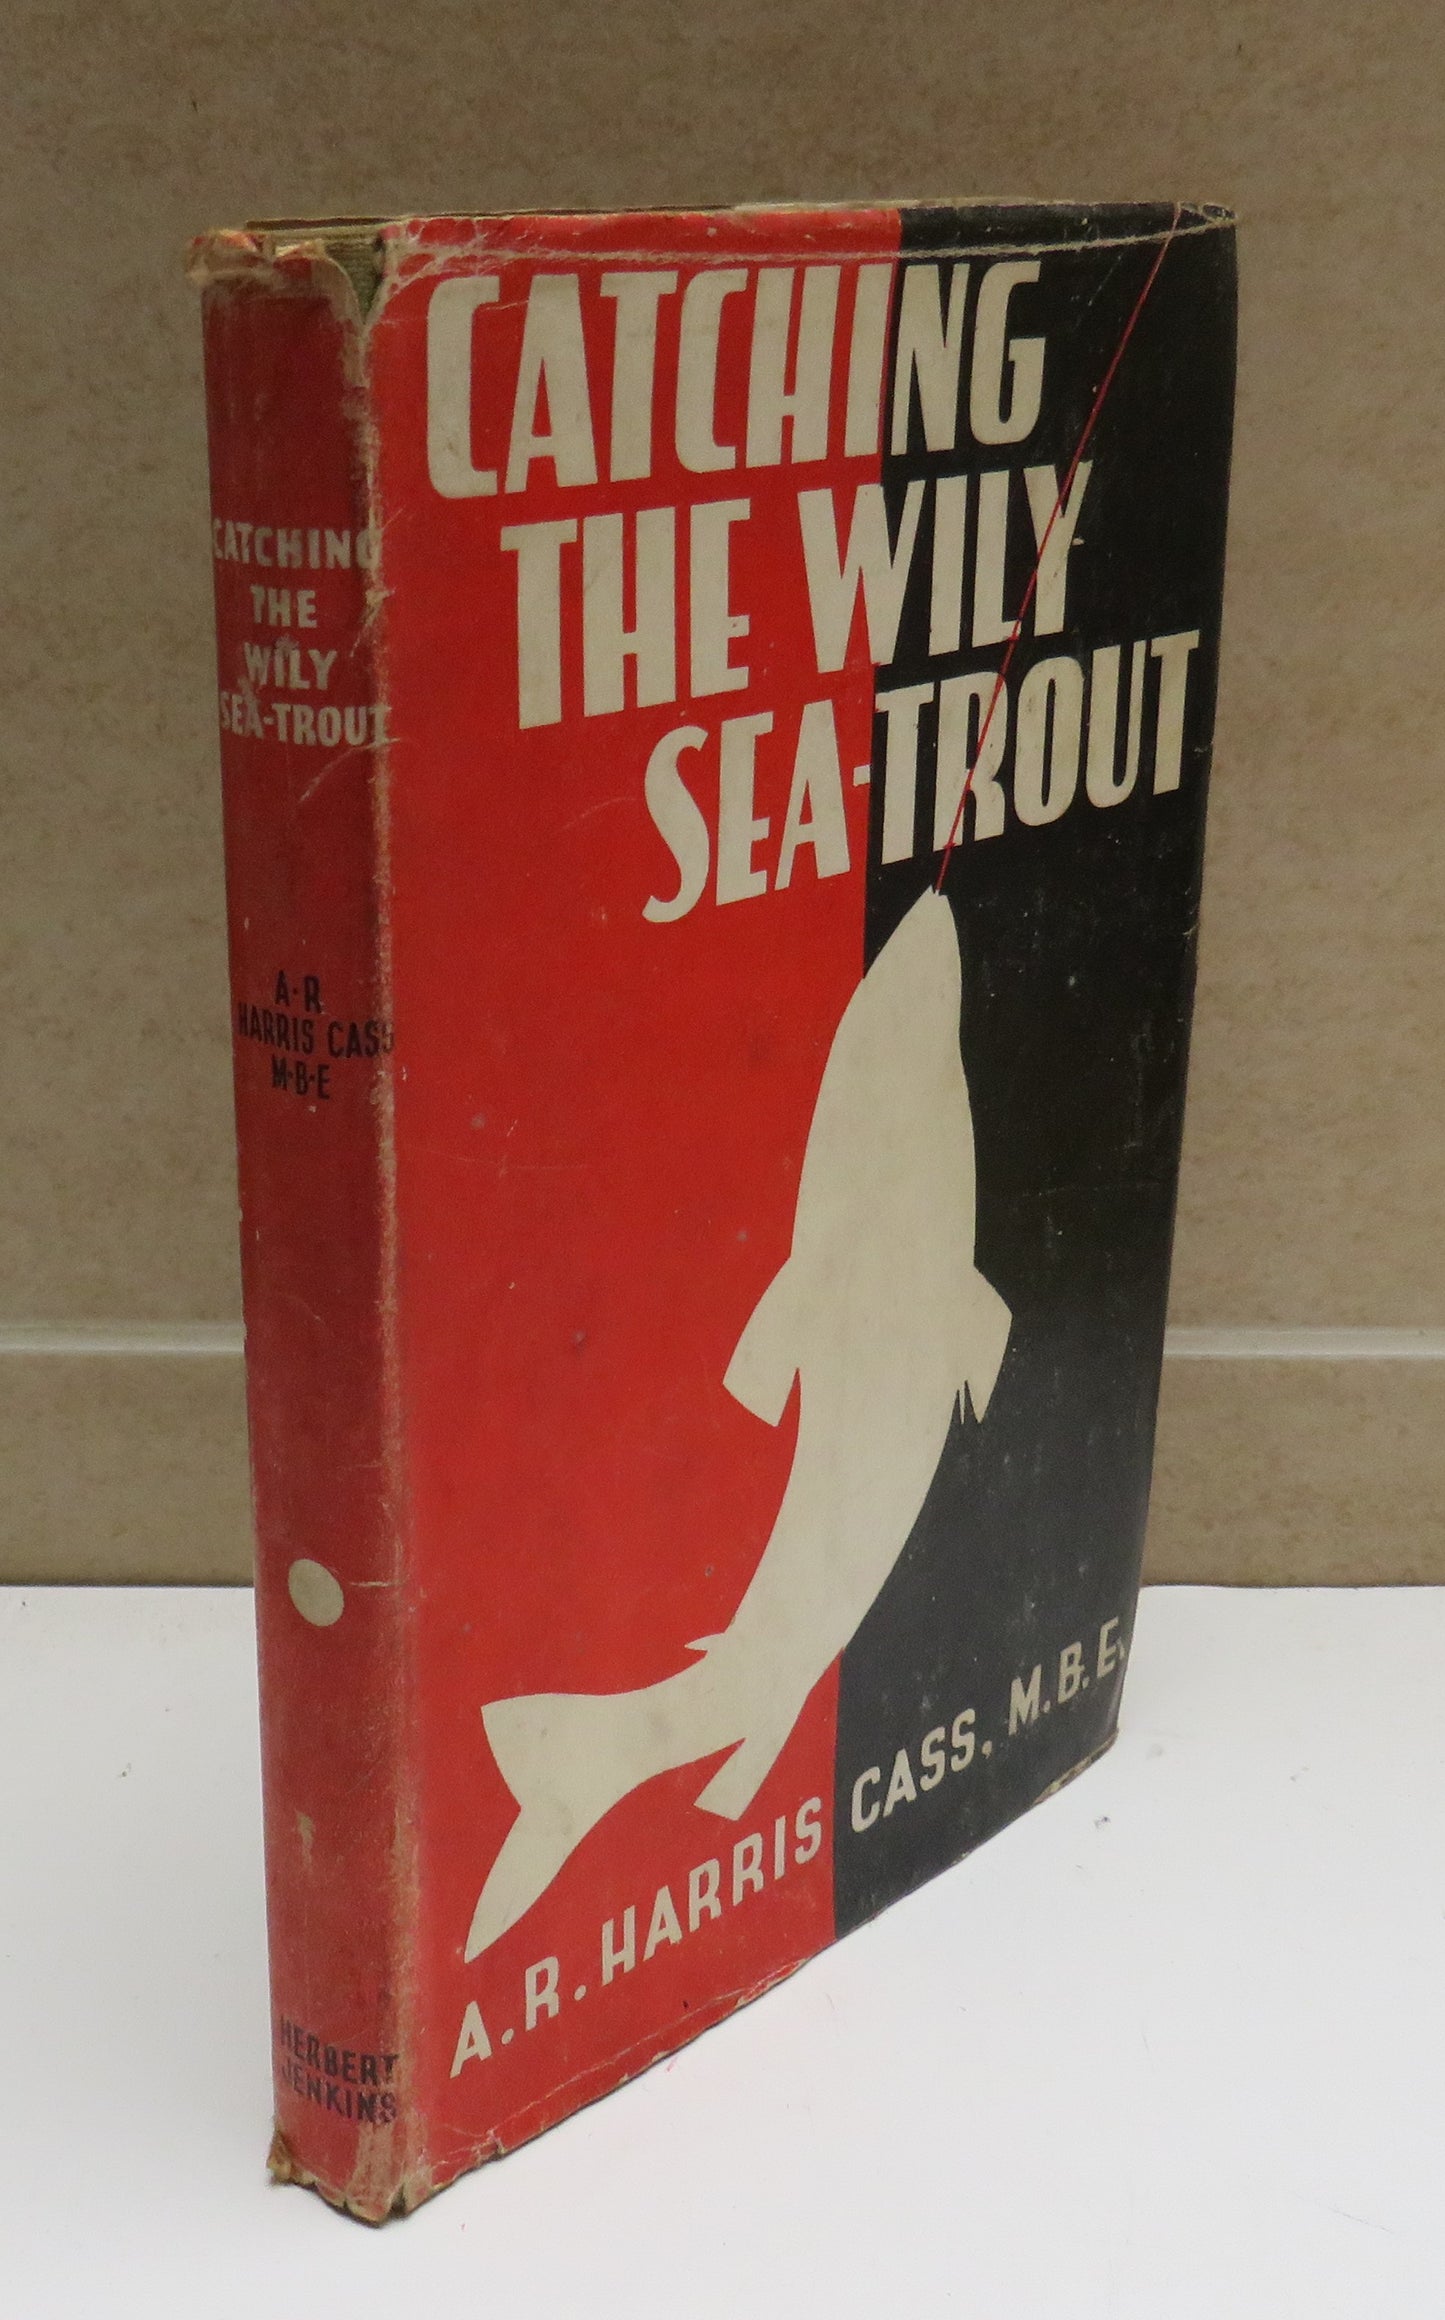 CATCHING
THE WILY
SEA-TROUT
A. R. HARRIS CASS, M.B.E.
CATCHING
THE
WILY
SEA-TROUT
A·R
HARRIS CASS
M·B·E
HERBERT
JENKINS